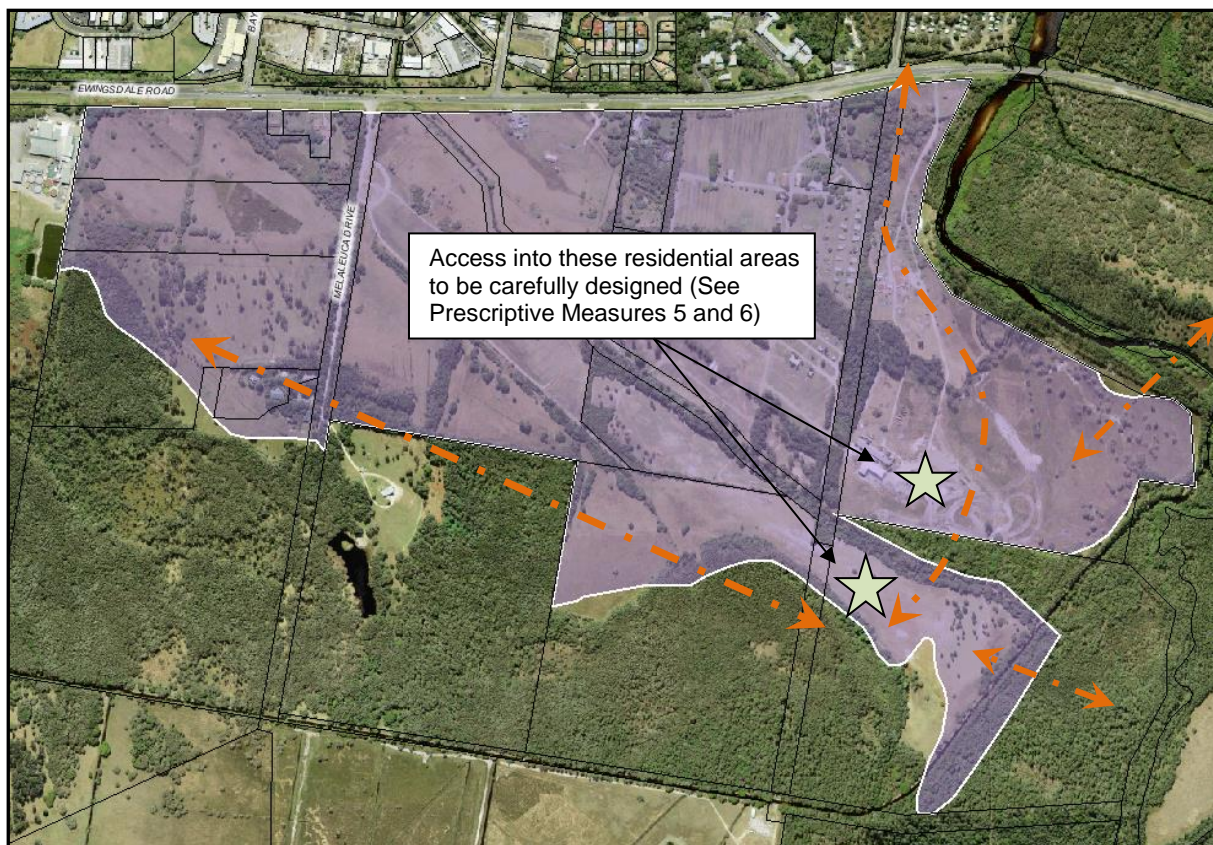 BAY
EWINGSDALE ROAD
MELALEUCA DRIVE
Access into these residential areas
to be carefully designed (See
Prescriptive Measures 5 and 6)